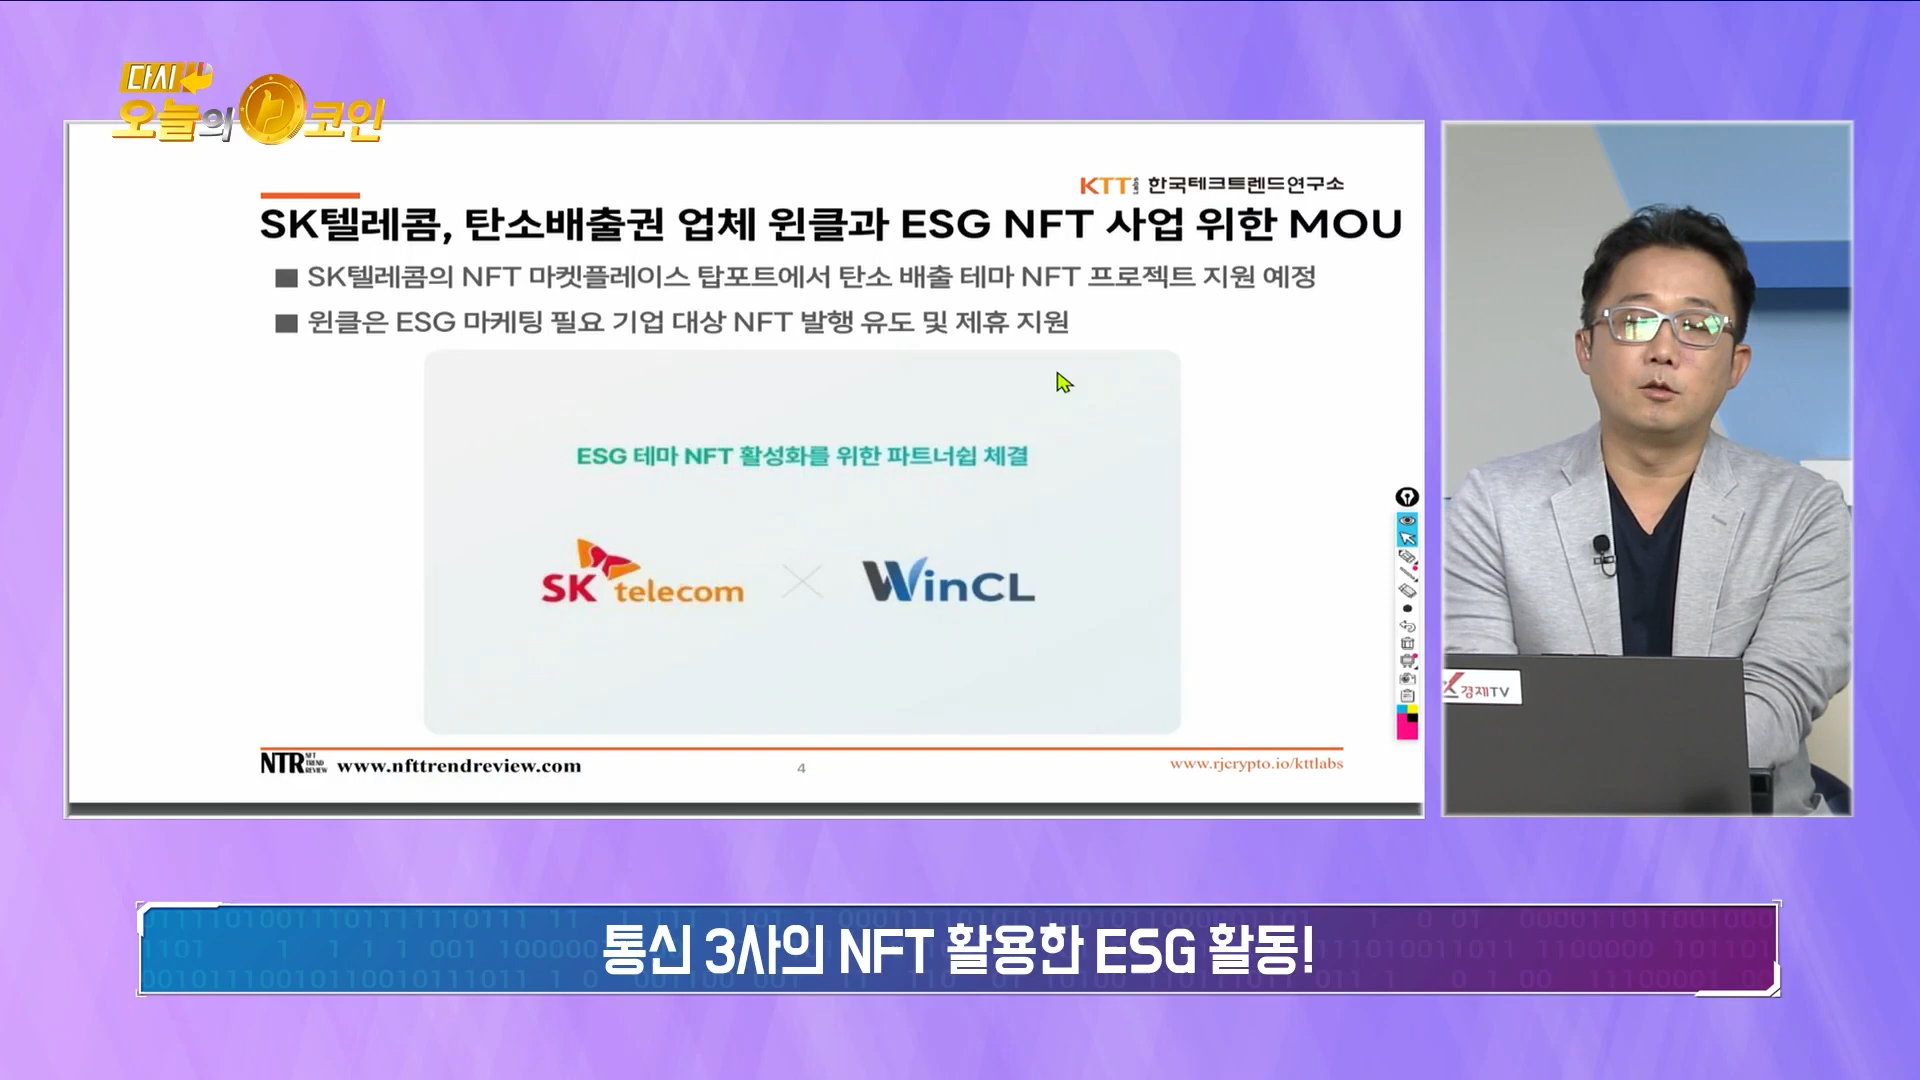 다시
오늘의 코인
KTT Labs 한국테크트렌드연구소
SK텔레콤, 탄소배출권 업체 윈클과 ESG NFT 사업 위한 MOU
■ SK텔레콤의 NFT 마켓플레이스 탑포트에서 탄소 배출 테마 NFT 프로젝트 지원 예정
■ 윈클은 ESG 마케팅 필요 기업 대상 NFT 발행 유도 및 제휴 지원
ESG 테마 NFT 활성화를 위한 파트너쉽 체결
SK telecom
WinCL
NTR NFT TREND REVIEW www.nfttrendreview.com
4
www.rjcrypto.io/kttlabs
경제TV
통신 3사의 NFT 활용한 ESG 활동!